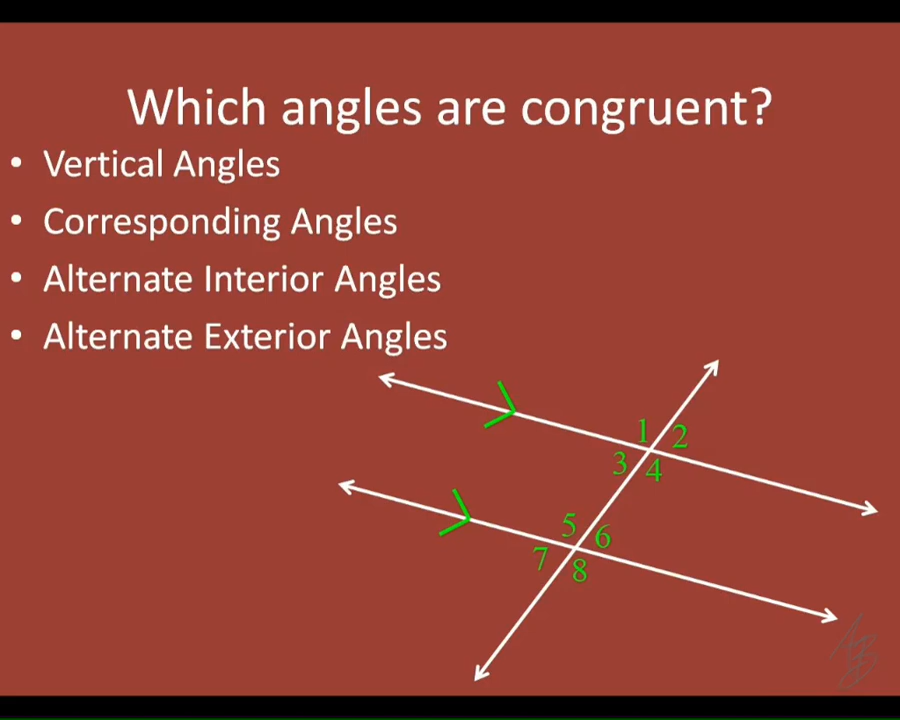 Which angles are congruent?
• Vertical Angles
• Corresponding Angles
• Alternate Interior Angles
• Alternate Exterior Angles
1 2
3 4
5 6
7 8